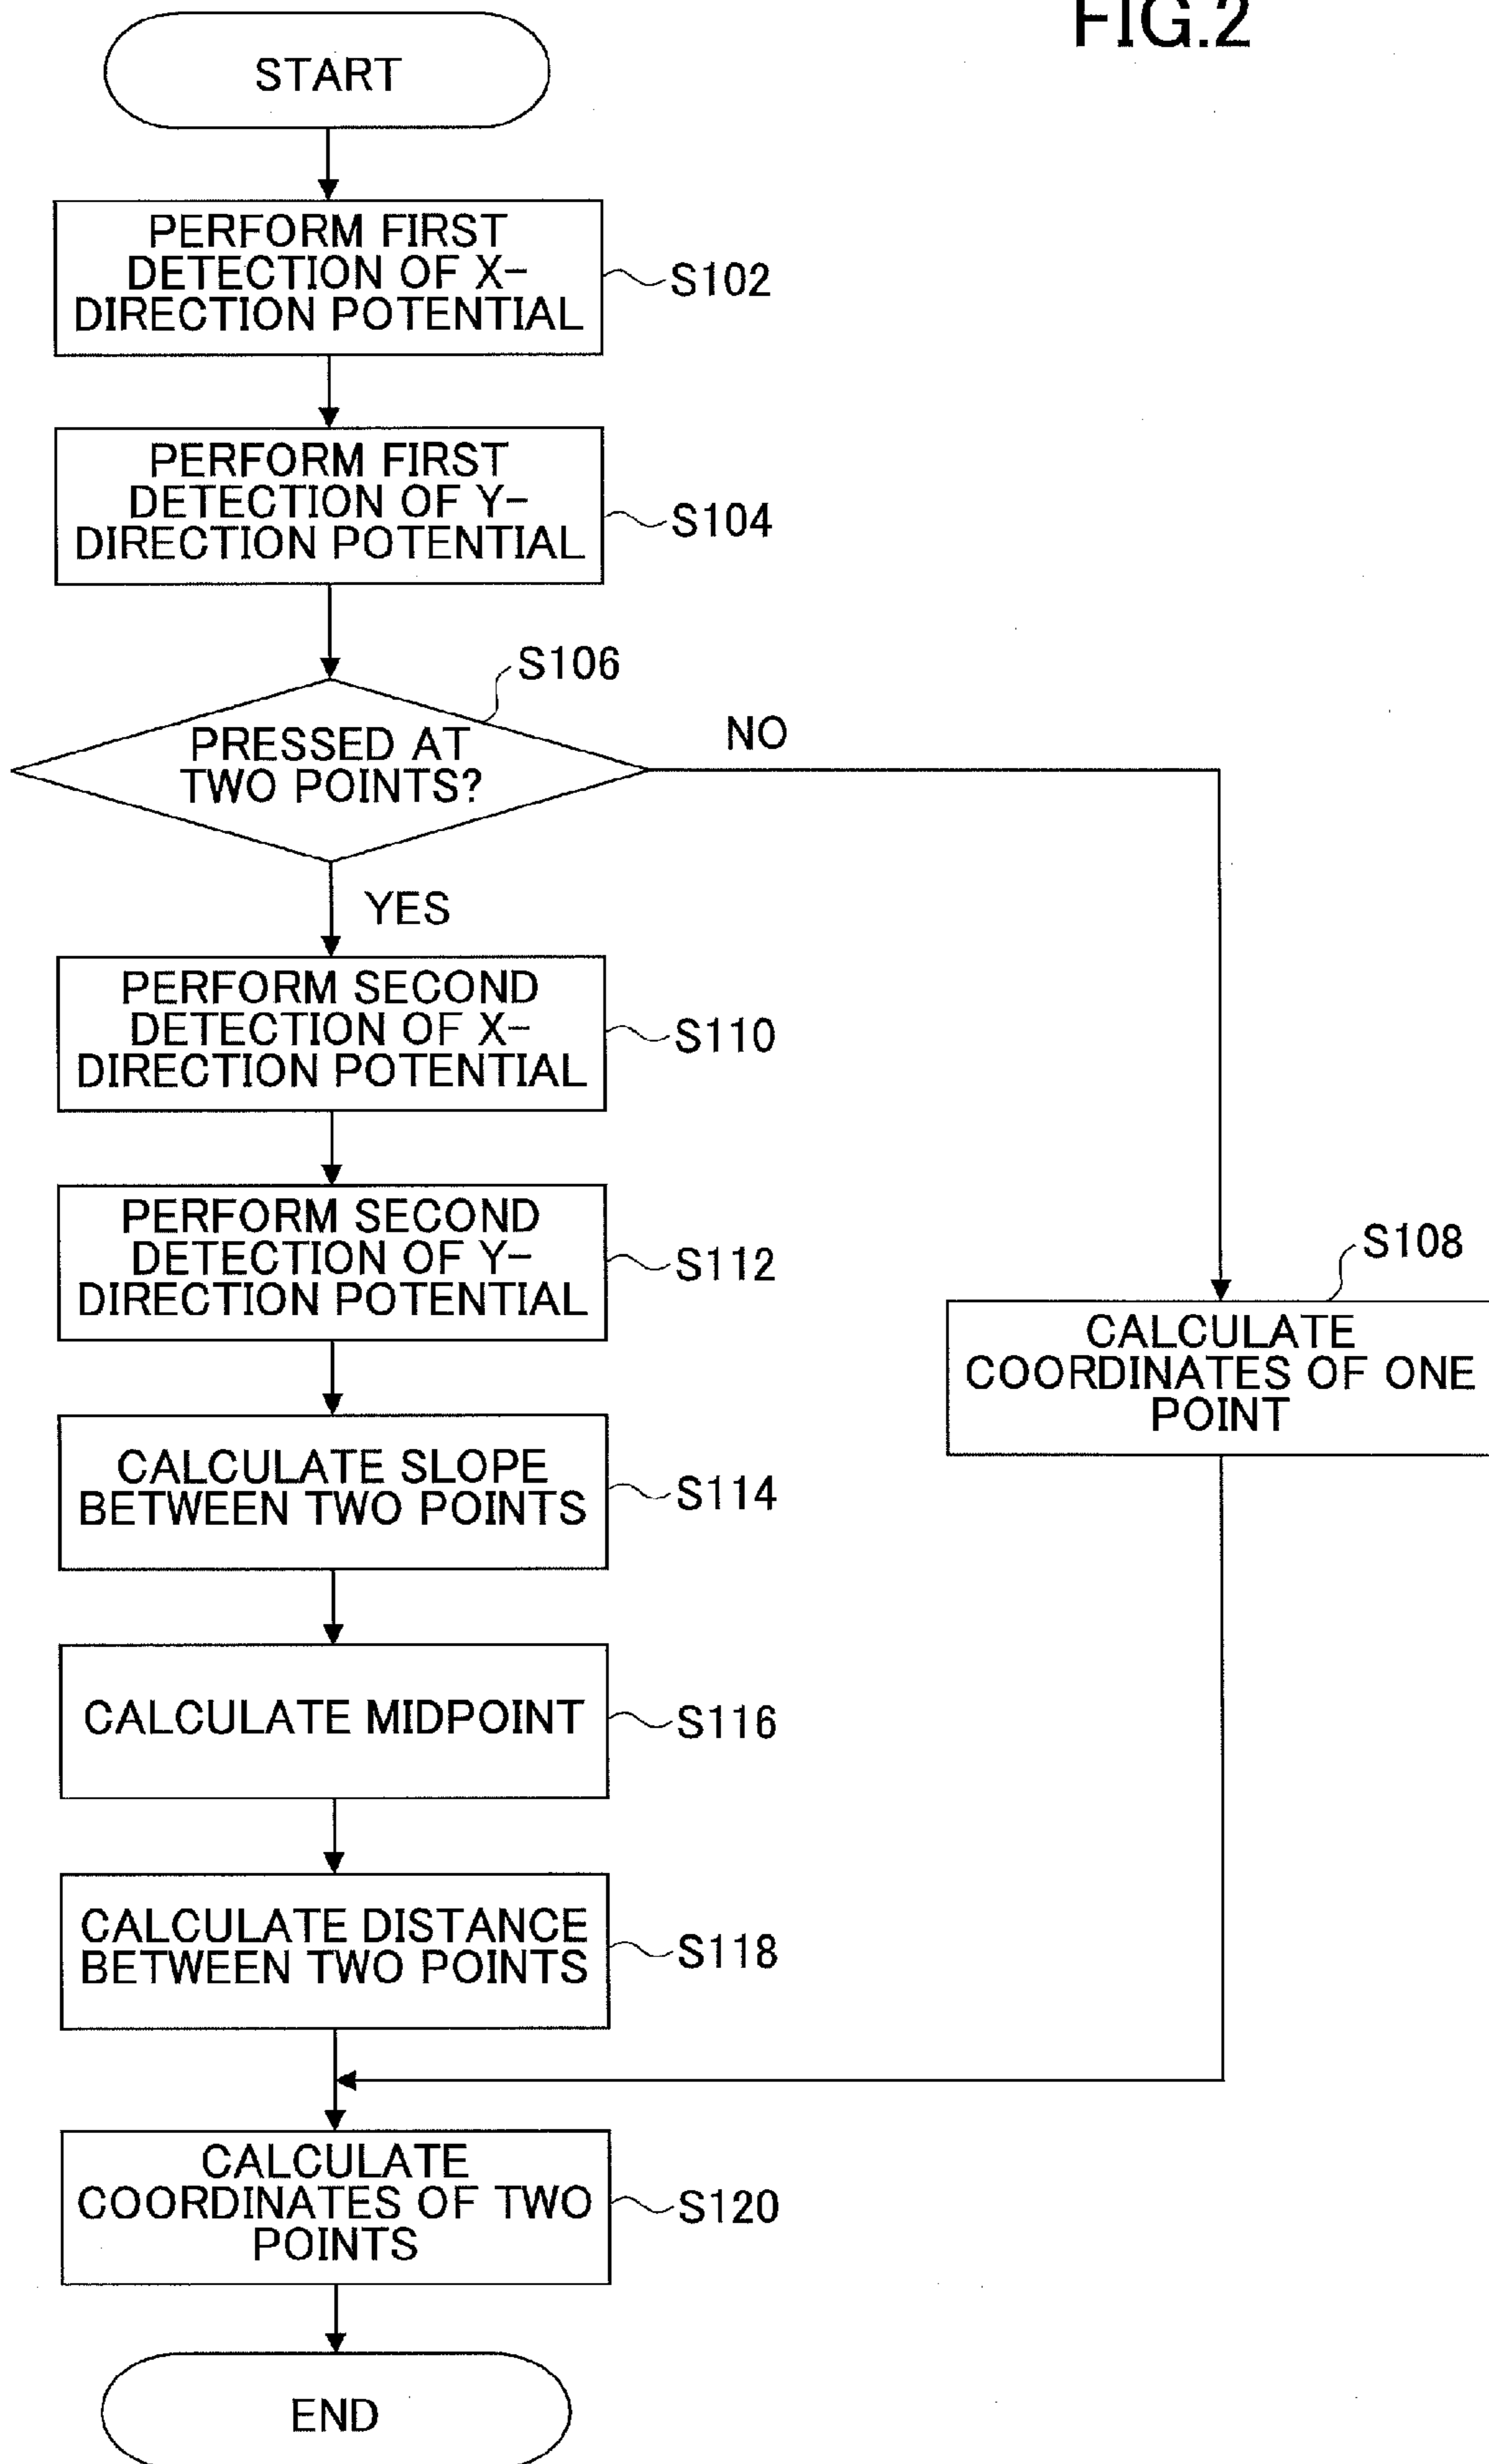 FIG.2
START
PERFORM FIRST
DETECTION OF X-
DIRECTION POTENTIAL
S102
PERFORM FIRST
DETECTION OF Y-
DIRECTION POTENTIAL
S104
S106
PRESSED AT
TWO POINTS?
NO
YES
PERFORM SECOND
DETECTION OF X-
DIRECTION POTENTIAL
S110
PERFORM SECOND
DETECTION OF Y-
DIRECTION POTENTIAL
S112
S108
CALCULATE
COORDINATES OF ONE
POINT
CALCULATE SLOPE
BETWEEN TWO POINTS
S114
CALCULATE MIDPOINT
S116
CALCULATE DISTANCE
BETWEEN TWO POINTS
S118
CALCULATE
COORDINATES OF TWO
POINTS
S120
END